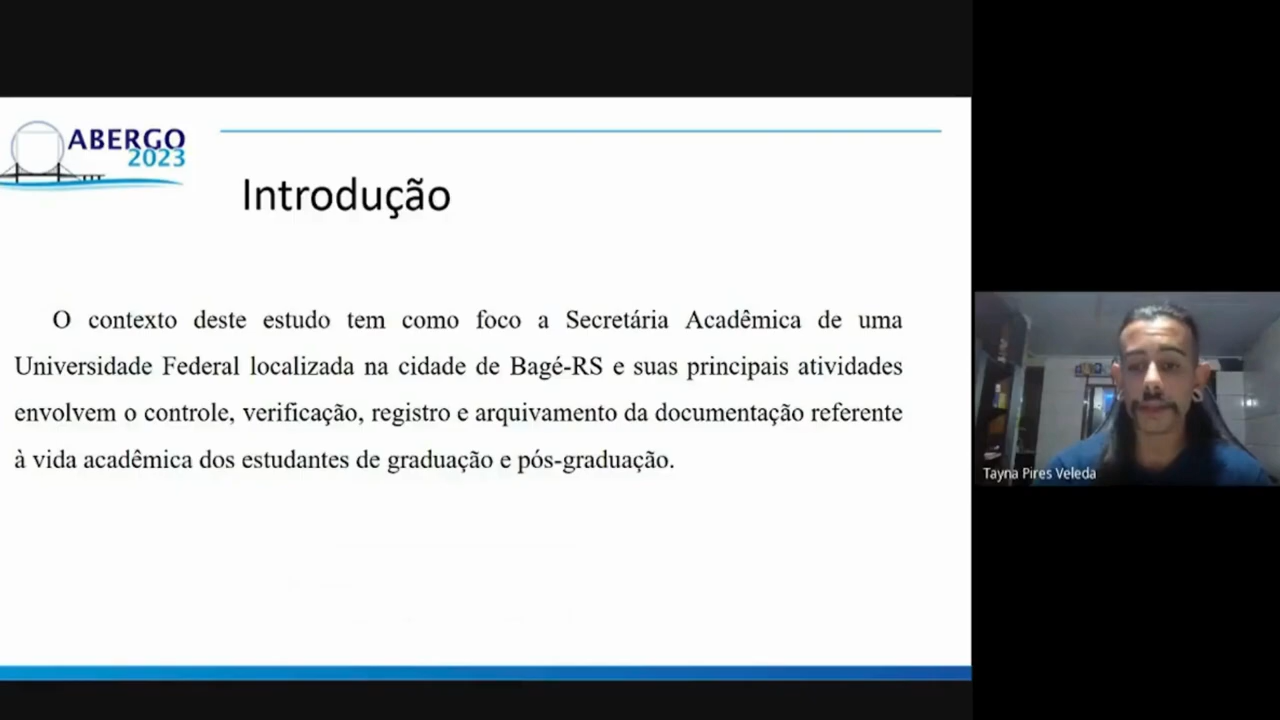 ABERGO
2023
Introdução
O contexto deste estudo tem como foco a Secretária Acadêmica de uma
Universidade Federal localizada na cidade de Bagé-RS e suas principais atividades
envolvem o controle, verificação, registro e arquivamento da documentação referente
à vida acadêmica dos estudantes de graduação e pós-graduação.
Tayna Pires Veleda